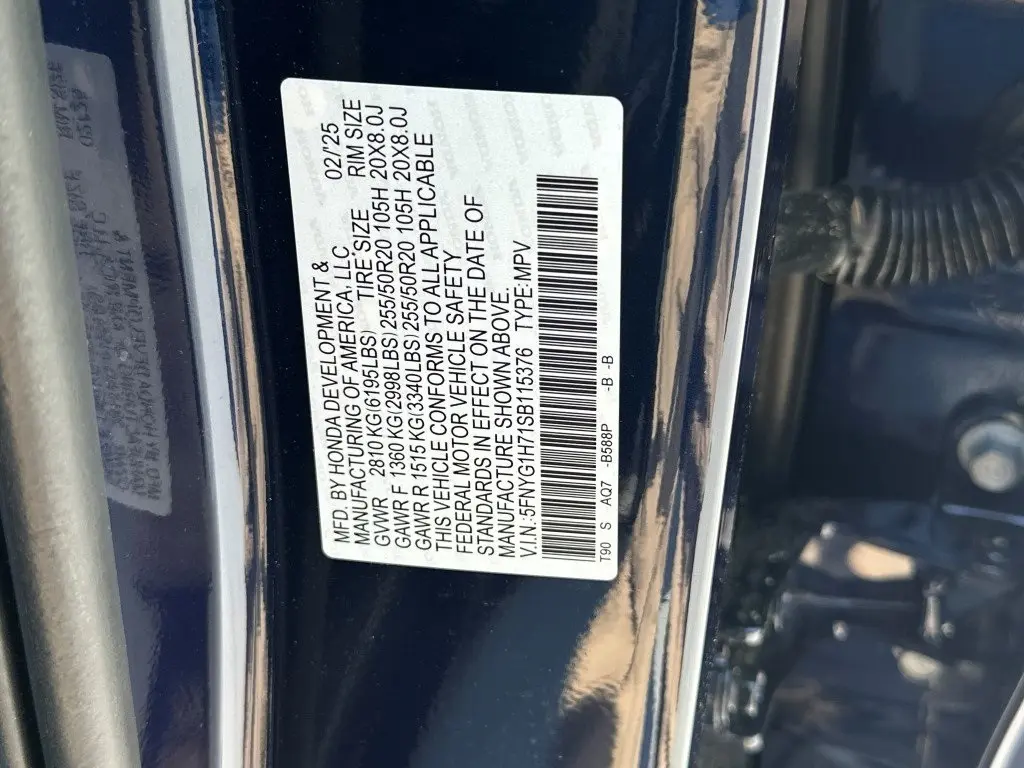 MFD. BY HONDA DEVELOPMENT &
MANUFACTURING OF AMERICA, LLC 02/25
GVWR 2810 KG(6195LBS) TIRE SIZE RIM SIZE
GAWR F 1360 KG(2998LBS) 255/50R20 105H 20X8.0J
GAWR R 1515 KG(3340LBS) 255/50R20 105H 20X8.0J
THIS VEHICLE CONFORMS TO ALL APPLICABLE
FEDERAL MOTOR VEHICLE SAFETY
STANDARDS IN EFFECT ON THE DATE OF
MANUFACTURE SHOWN ABOVE.
V.I.N.:5FNYG1H71SB115376 TYPE:MPV
T90 S AQ7 -B588P -B -B